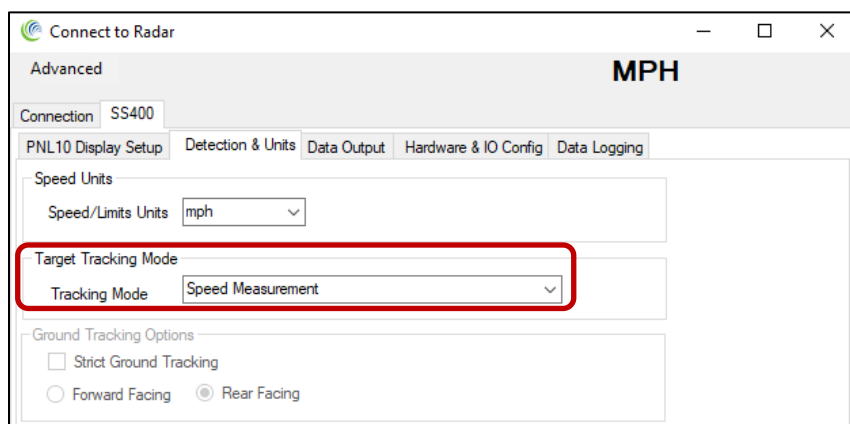 Connect to Radar
Advanced MPH
Connection SS400
PNL10 Display Setup Detection & Units Data Output Hardware & IO Config Data Logging
Speed Units
Speed/Limits Units mph
Target Tracking Mode
Tracking Mode Speed Measurement
Ground Tracking Options
Strict Ground Tracking
Forward Facing Rear Facing